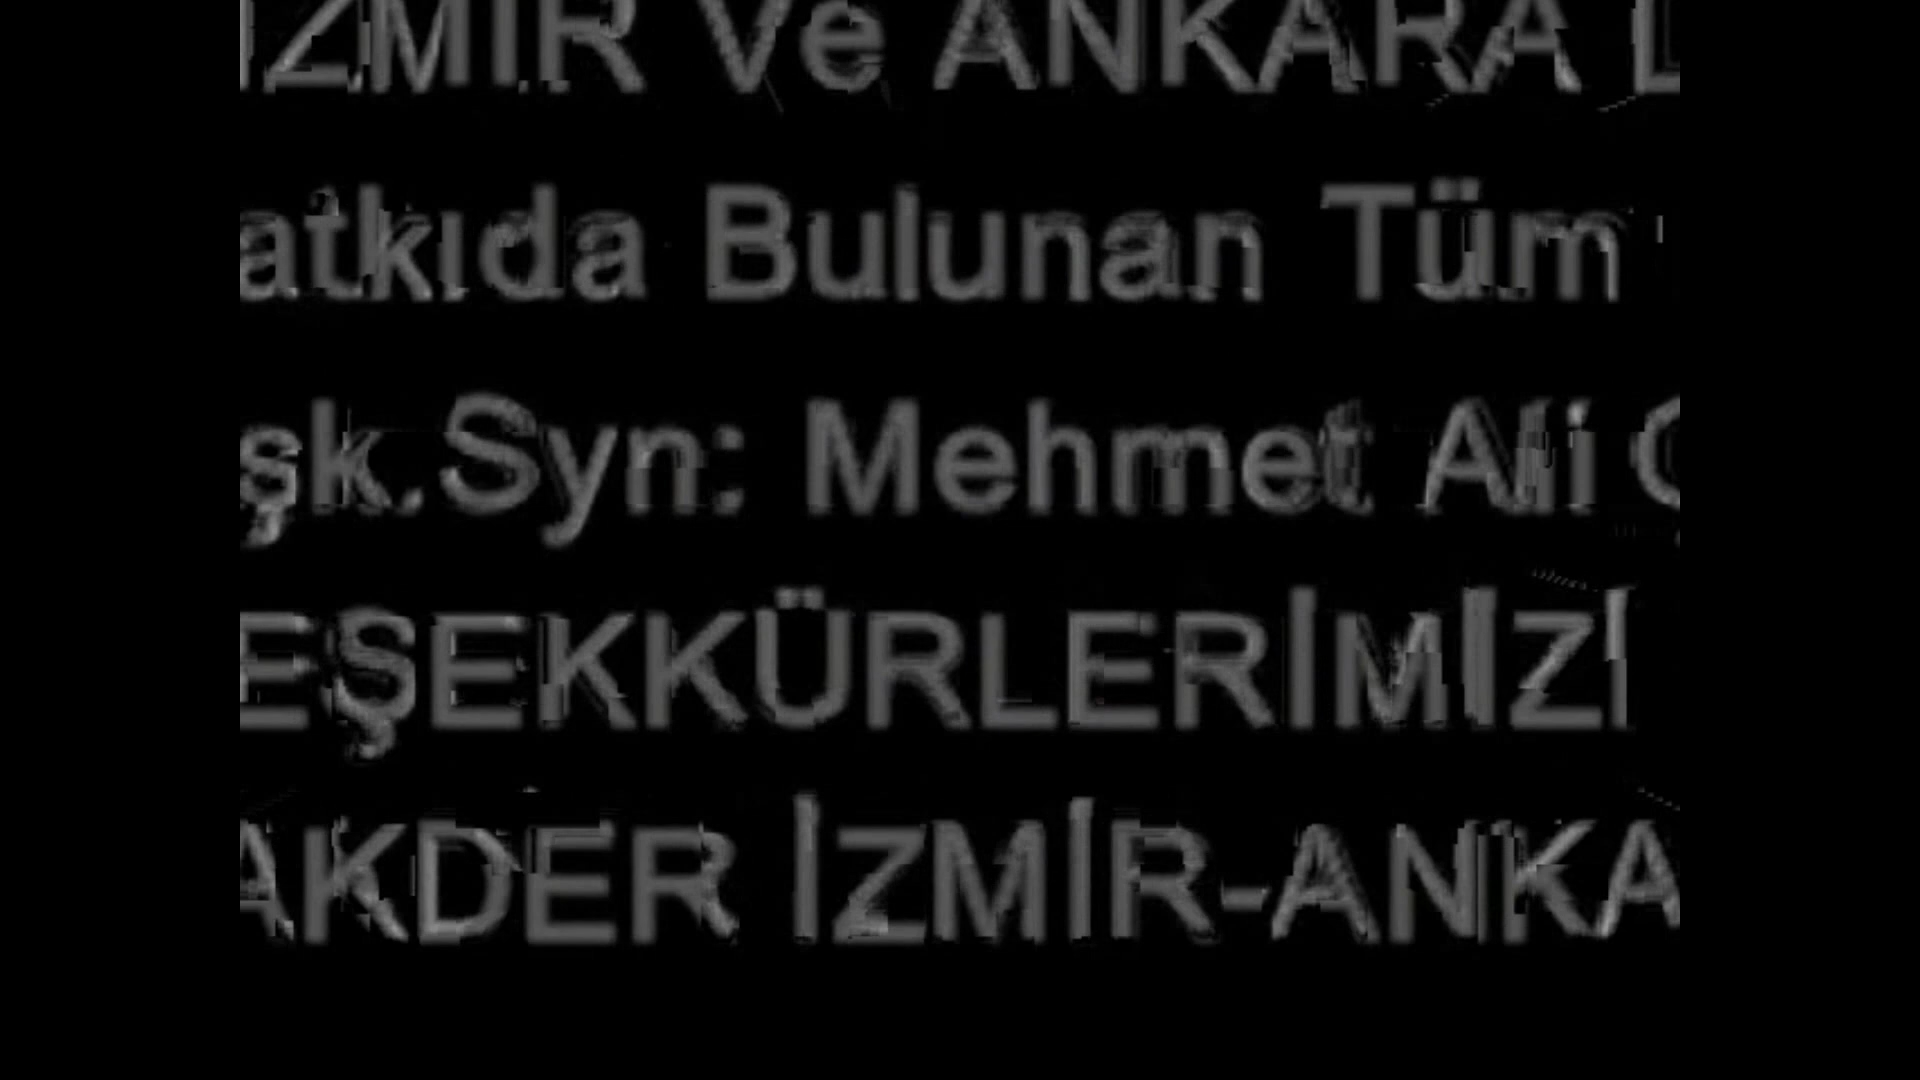 İZMİR Ve ANKARA
atkıda Bulunan Tüm
şk.Syn: Mehmet Ali
EŞEKKÜRLERİMİZİ
AKDER İZMİR-ANKA